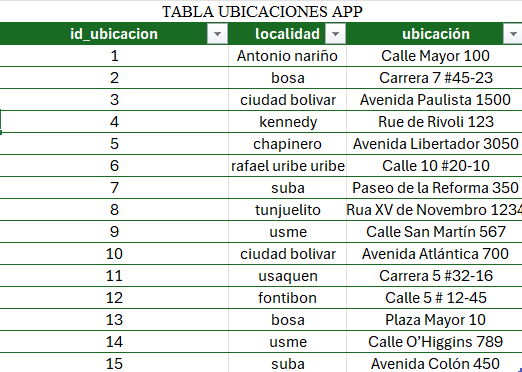 TABLA UBICACIONES APP
id_ubicacion localidad ubicación
1 Antonio nariño Calle Mayor 100
2 bosa Carrera 7 #45-23
3 ciudad bolivar Avenida Paulista 1500
4 kennedy Rue de Rivoli 123
5 chapinero Avenida Libertador 3050
6 rafael uribe uribe Calle 10 #20-10
7 suba Paseo de la Reforma 350
8 tunjuelito Rua XV de Novembro 1234
9 usme Calle San Martín 567
10 ciudad bolivar Avenida Atlántica 700
11 usaquen Carrera 5 #32-16
12 fontibon Calle 5 # 12-45
13 bosa Plaza Mayor 10
14 usme Calle O’Higgins 789
15 suba Avenida Colón 450